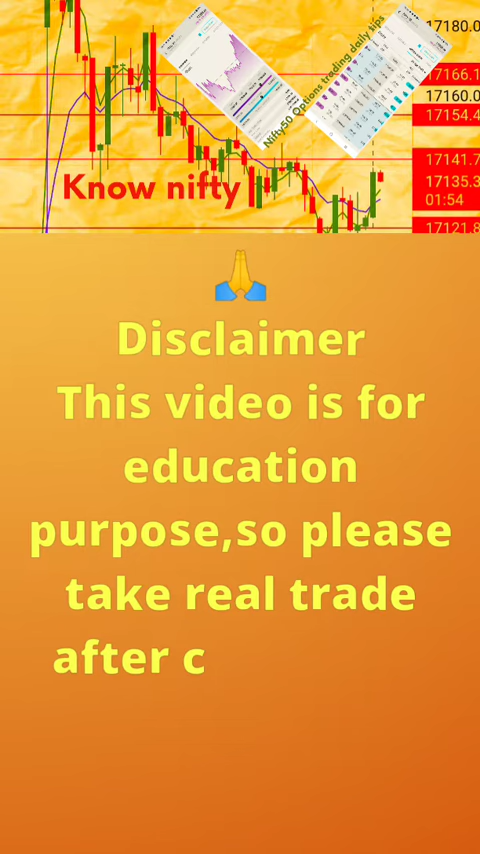 17180.0
Nifty50 Options trading daily tips
17166.1
17160.0
17154.4
17141.7
17135.3
01:54
Know nifty
17121.8
🙏
Disclaimer
This video is for
education
purpose,so please
take real trade
after c